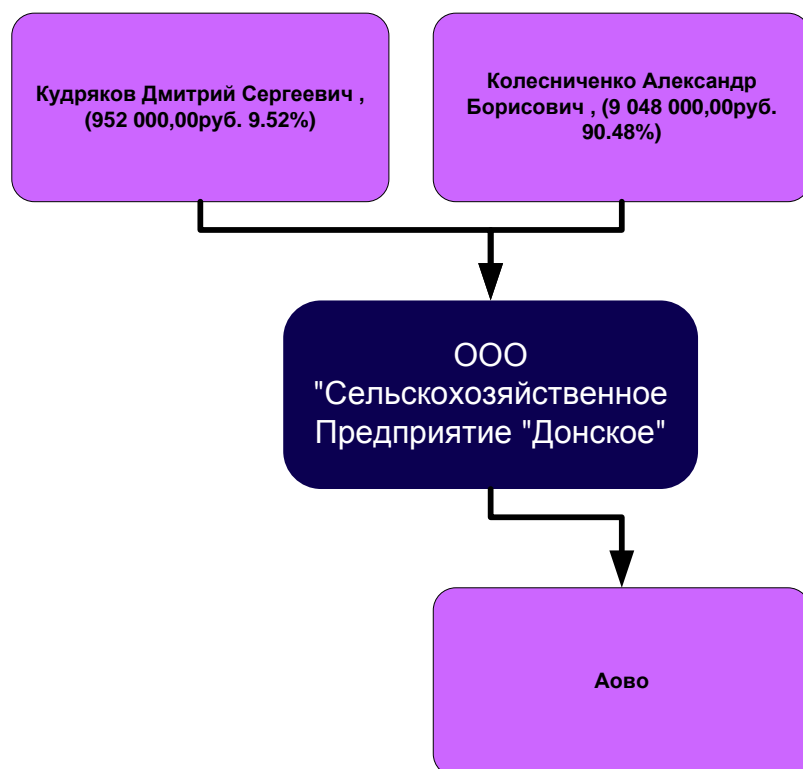 Кудряков Дмитрий Сергеевич ,
(952 000,00руб. 9.52%)
Колесниченко Александр
Борисович , (9 048 000,00руб.
90.48%)
ООО
"Сельскохозяйственное
Предприятие "Донское"
Аово